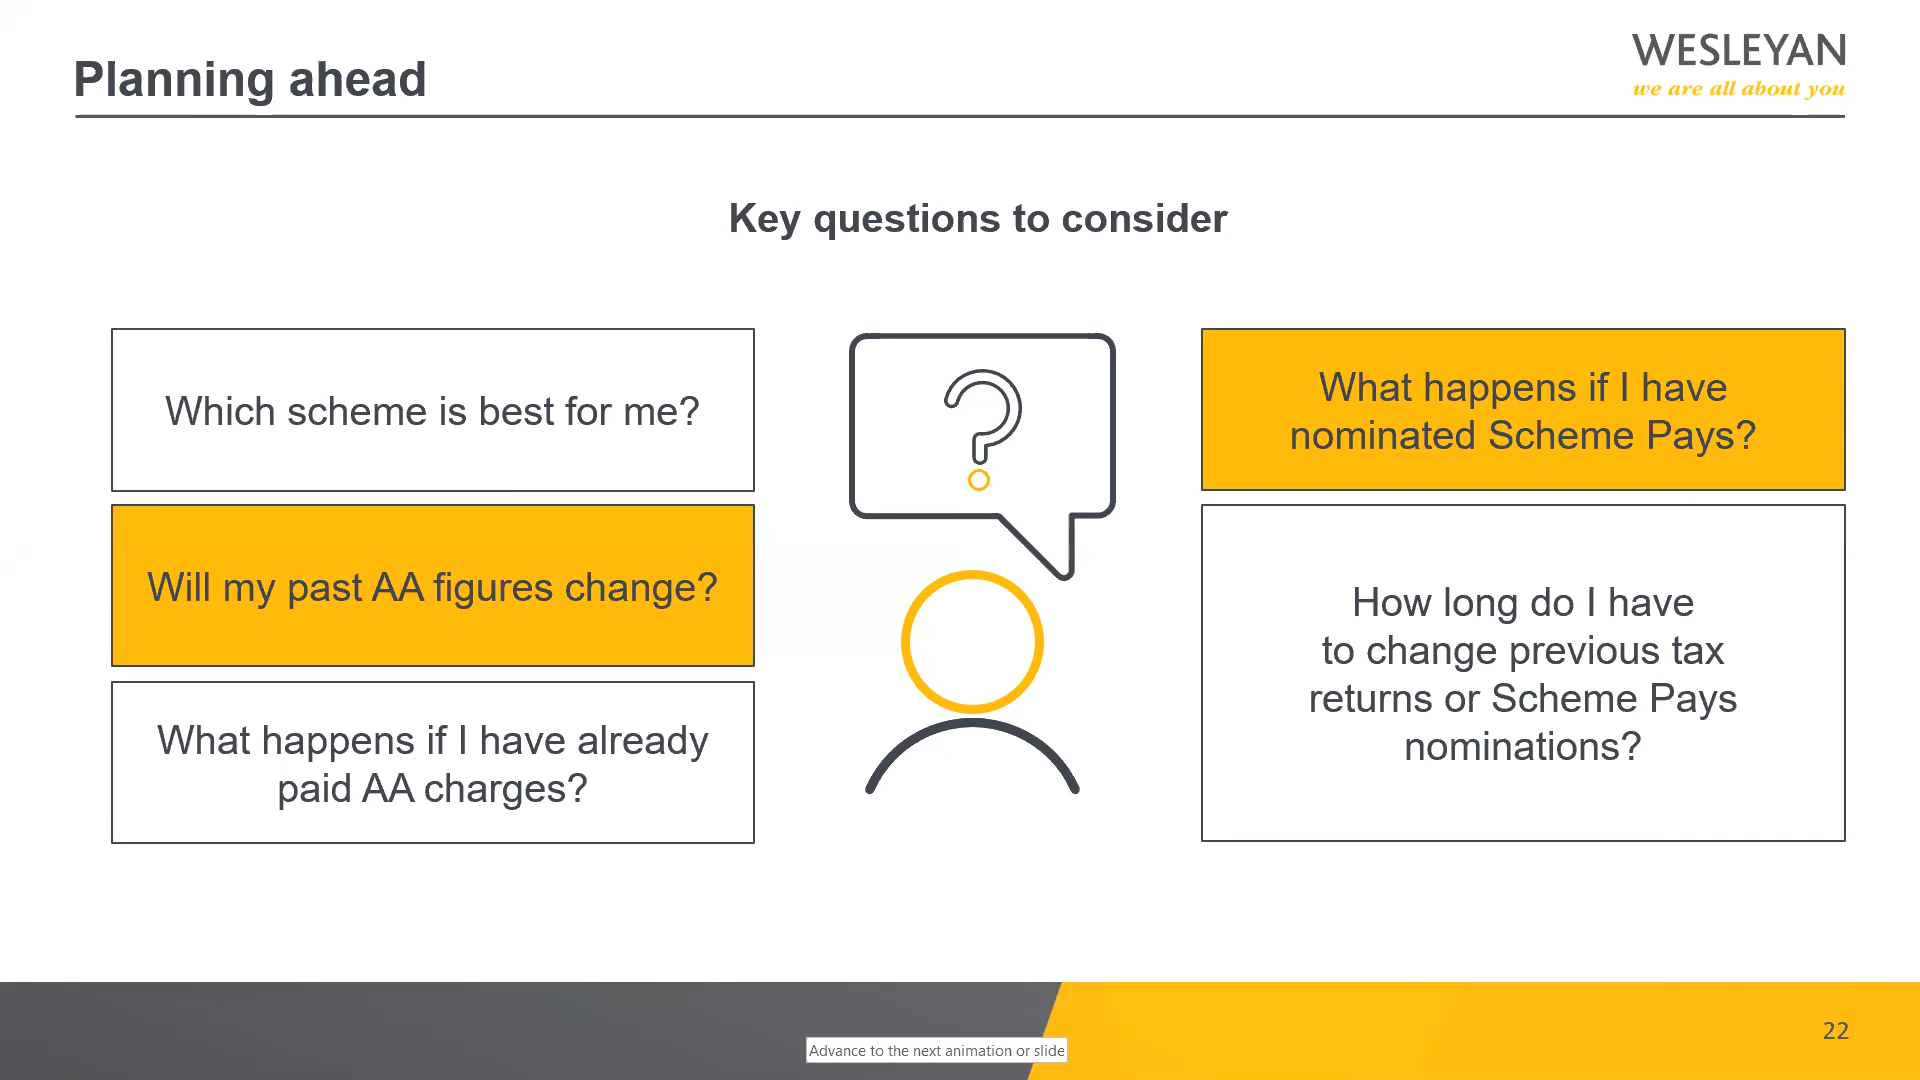 Planning ahead
WESLEYAN
we are all about you
Key questions to consider
Which scheme is best for me?
Will my past AA figures change?
What happens if I have already
paid AA charges?
?
What happens if I have
nominated Scheme Pays?
How long do I have
to change previous tax
returns or Scheme Pays
nominations?
Advance to the next animation or slide
22